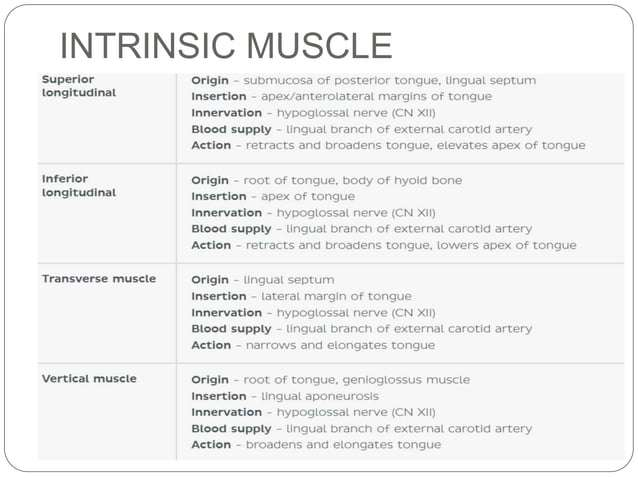 INTRINSIC MUSCLE
Superior longitudinal
Origin - submucosa of posterior tongue, lingual septum
Insertion - apex/anterolateral margins of tongue
Innervation - hypoglossal nerve (CN XII)
Blood supply - lingual branch of external carotid artery
Action - retracts and broadens tongue, elevates apex of tongue
Inferior longitudinal
Origin - root of tongue, body of hyoid bone
Insertion - apex of tongue
Innervation - hypoglossal nerve (CN XII)
Blood supply - lingual branch of external carotid artery
Action - retracts and broadens tongue, lowers apex of tongue
Transverse muscle
Origin - lingual septum
Insertion - lateral margin of tongue
Innervation - hypoglossal nerve (CN XII)
Blood supply - lingual branch of external carotid artery
Action - narrows and elongates tongue
Vertical muscle
Origin - root of tongue, genioglossus muscle
Insertion - lingual aponeurosis
Innervation - hypoglossal nerve (CN XII)
Blood supply - lingual branch of external carotid artery
Action - broadens and elongates tongue